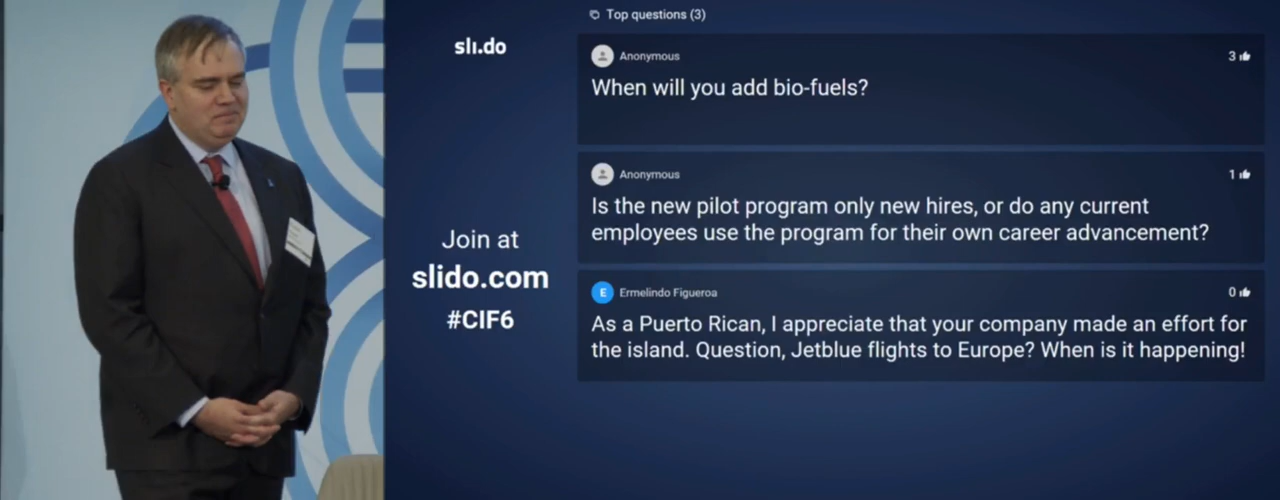 Top questions (3)
slı.do
Anonymous
3
When will you add bio-fuels?
Anonymous
1
Is the new pilot program only new hires, or do any current
employees use the program for their own career advancement?
Join at
slido.com
#CIF6
E
Ermelindo Figueroa
0
As a Puerto Rican, I appreciate that your company made an effort for
the island. Question, Jetblue flights to Europe? When is it happening!